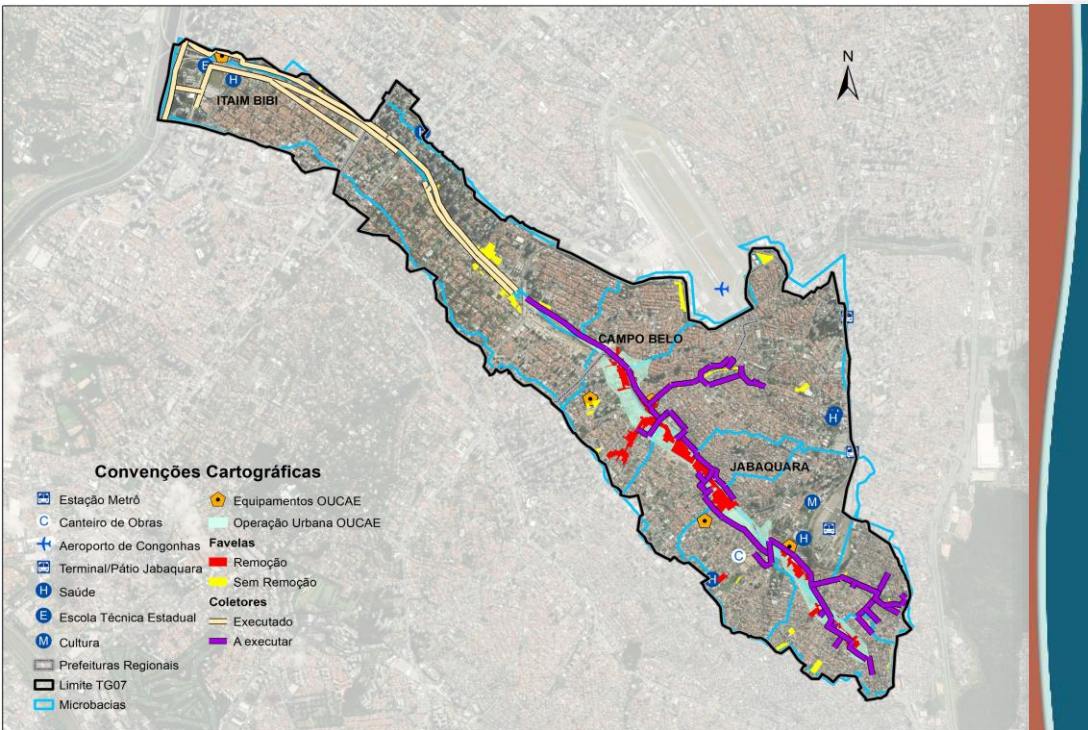 N
ITAIM BIBI
E
H
CAMPO BELO
H
JABAQUARA
M
H
C
Convenções Cartográficas
Estação Metrô
C Canteiro de Obras
Aeroporto de Congonhas
Terminal/Pátio Jabaquara
H Saúde
E Escola Técnica Estadual
M Cultura
Prefeituras Regionais
Limite TG07
Microbacias
Equipamentos OUCAE
Operação Urbana OUCAE
Favelas
Remoção
Sem Remoção
Coletores
Executado
A executar